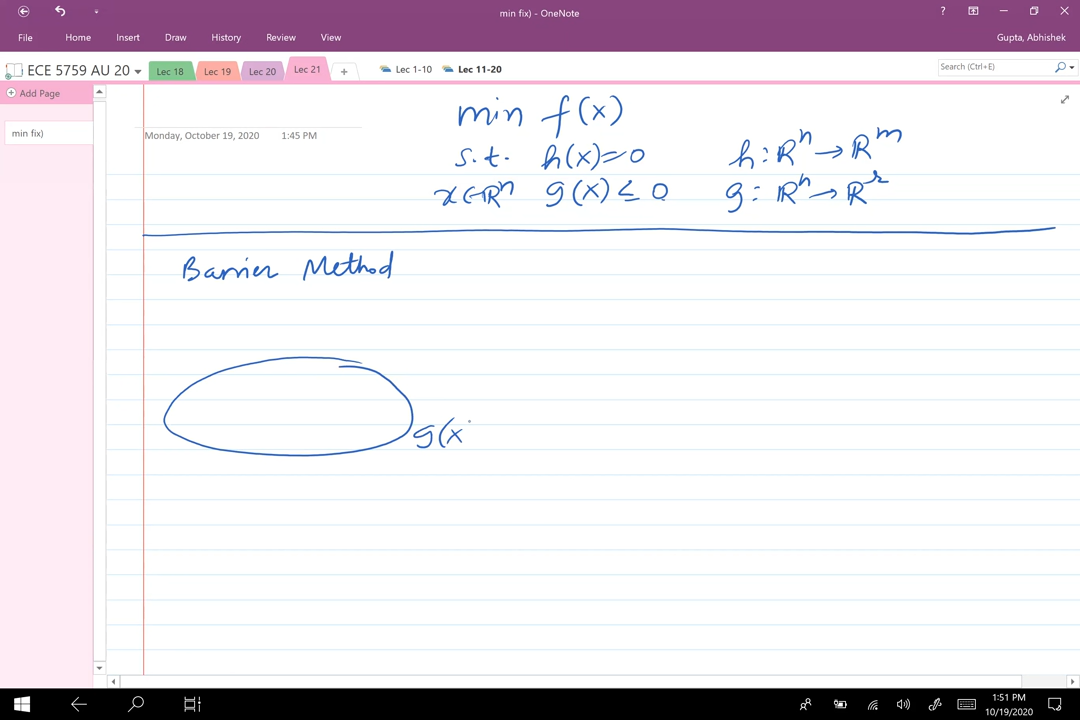 min fix) - OneNote
?
File Home Insert Draw History Review View
Gupta, Abhishek
ECE 5759 AU 20
Lec 18
Lec 19
Lec 20
Lec 21
+
Lec 1-10
Lec 11-20
Search (Ctrl+E)
Add Page
min fix)
Monday, October 19, 2020 1:45 PM
min f(x)
s.t. h(x)=0 h: ℝⁿ → ℝᵐ
x∈ℝⁿ g(x) ≤ 0 g: ℝⁿ → ℝʳ
Barrier Method
g(x
1:51 PM
10/19/2020